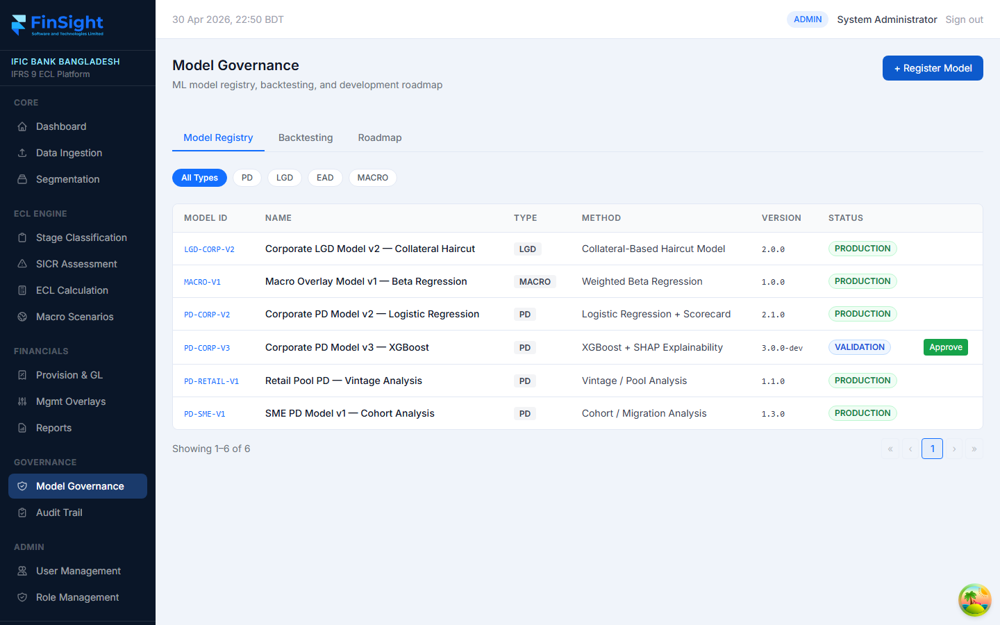 FinSight
Software and Technologies Limited
IFIC BANK BANGLADESH
IFRS 9 ECL Platform
CORE
Dashboard
Data Ingestion
Segmentation
ECL ENGINE
Stage Classification
SICR Assessment
ECL Calculation
Macro Scenarios
FINANCIALS
Provision & GL
Mgmt Overlays
Reports
GOVERNANCE
Model Governance
Audit Trail
ADMIN
User Management
Role Management
30 Apr 2026, 22:50 BDT
ADMIN System Administrator Sign out
Model Governance
ML model registry, backtesting, and development roadmap
+ Register Model
Model Registry Backtesting Roadmap
All Types PD LGD EAD MACRO
MODEL ID NAME TYPE METHOD VERSION STATUS
LGD-CORP-V2 Corporate LGD Model v2 — Collateral Haircut LGD Collateral-Based Haircut Model 2.0.0 PRODUCTION
MACRO-V1 Macro Overlay Model v1 — Beta Regression MACRO Weighted Beta Regression 1.0.0 PRODUCTION
PD-CORP-V2 Corporate PD Model v2 — Logistic Regression PD Logistic Regression + Scorecard 2.1.0 PRODUCTION
PD-CORP-V3 Corporate PD Model v3 — XGBoost PD XGBoost + SHAP Explainability 3.0.0-dev VALIDATION Approve
PD-RETAIL-V1 Retail Pool PD — Vintage Analysis PD Vintage / Pool Analysis 1.1.0 PRODUCTION
PD-SME-V1 SME PD Model v1 — Cohort Analysis PD Cohort / Migration Analysis 1.3.0 PRODUCTION
Showing 1–6 of 6 « ‹ 1 › »